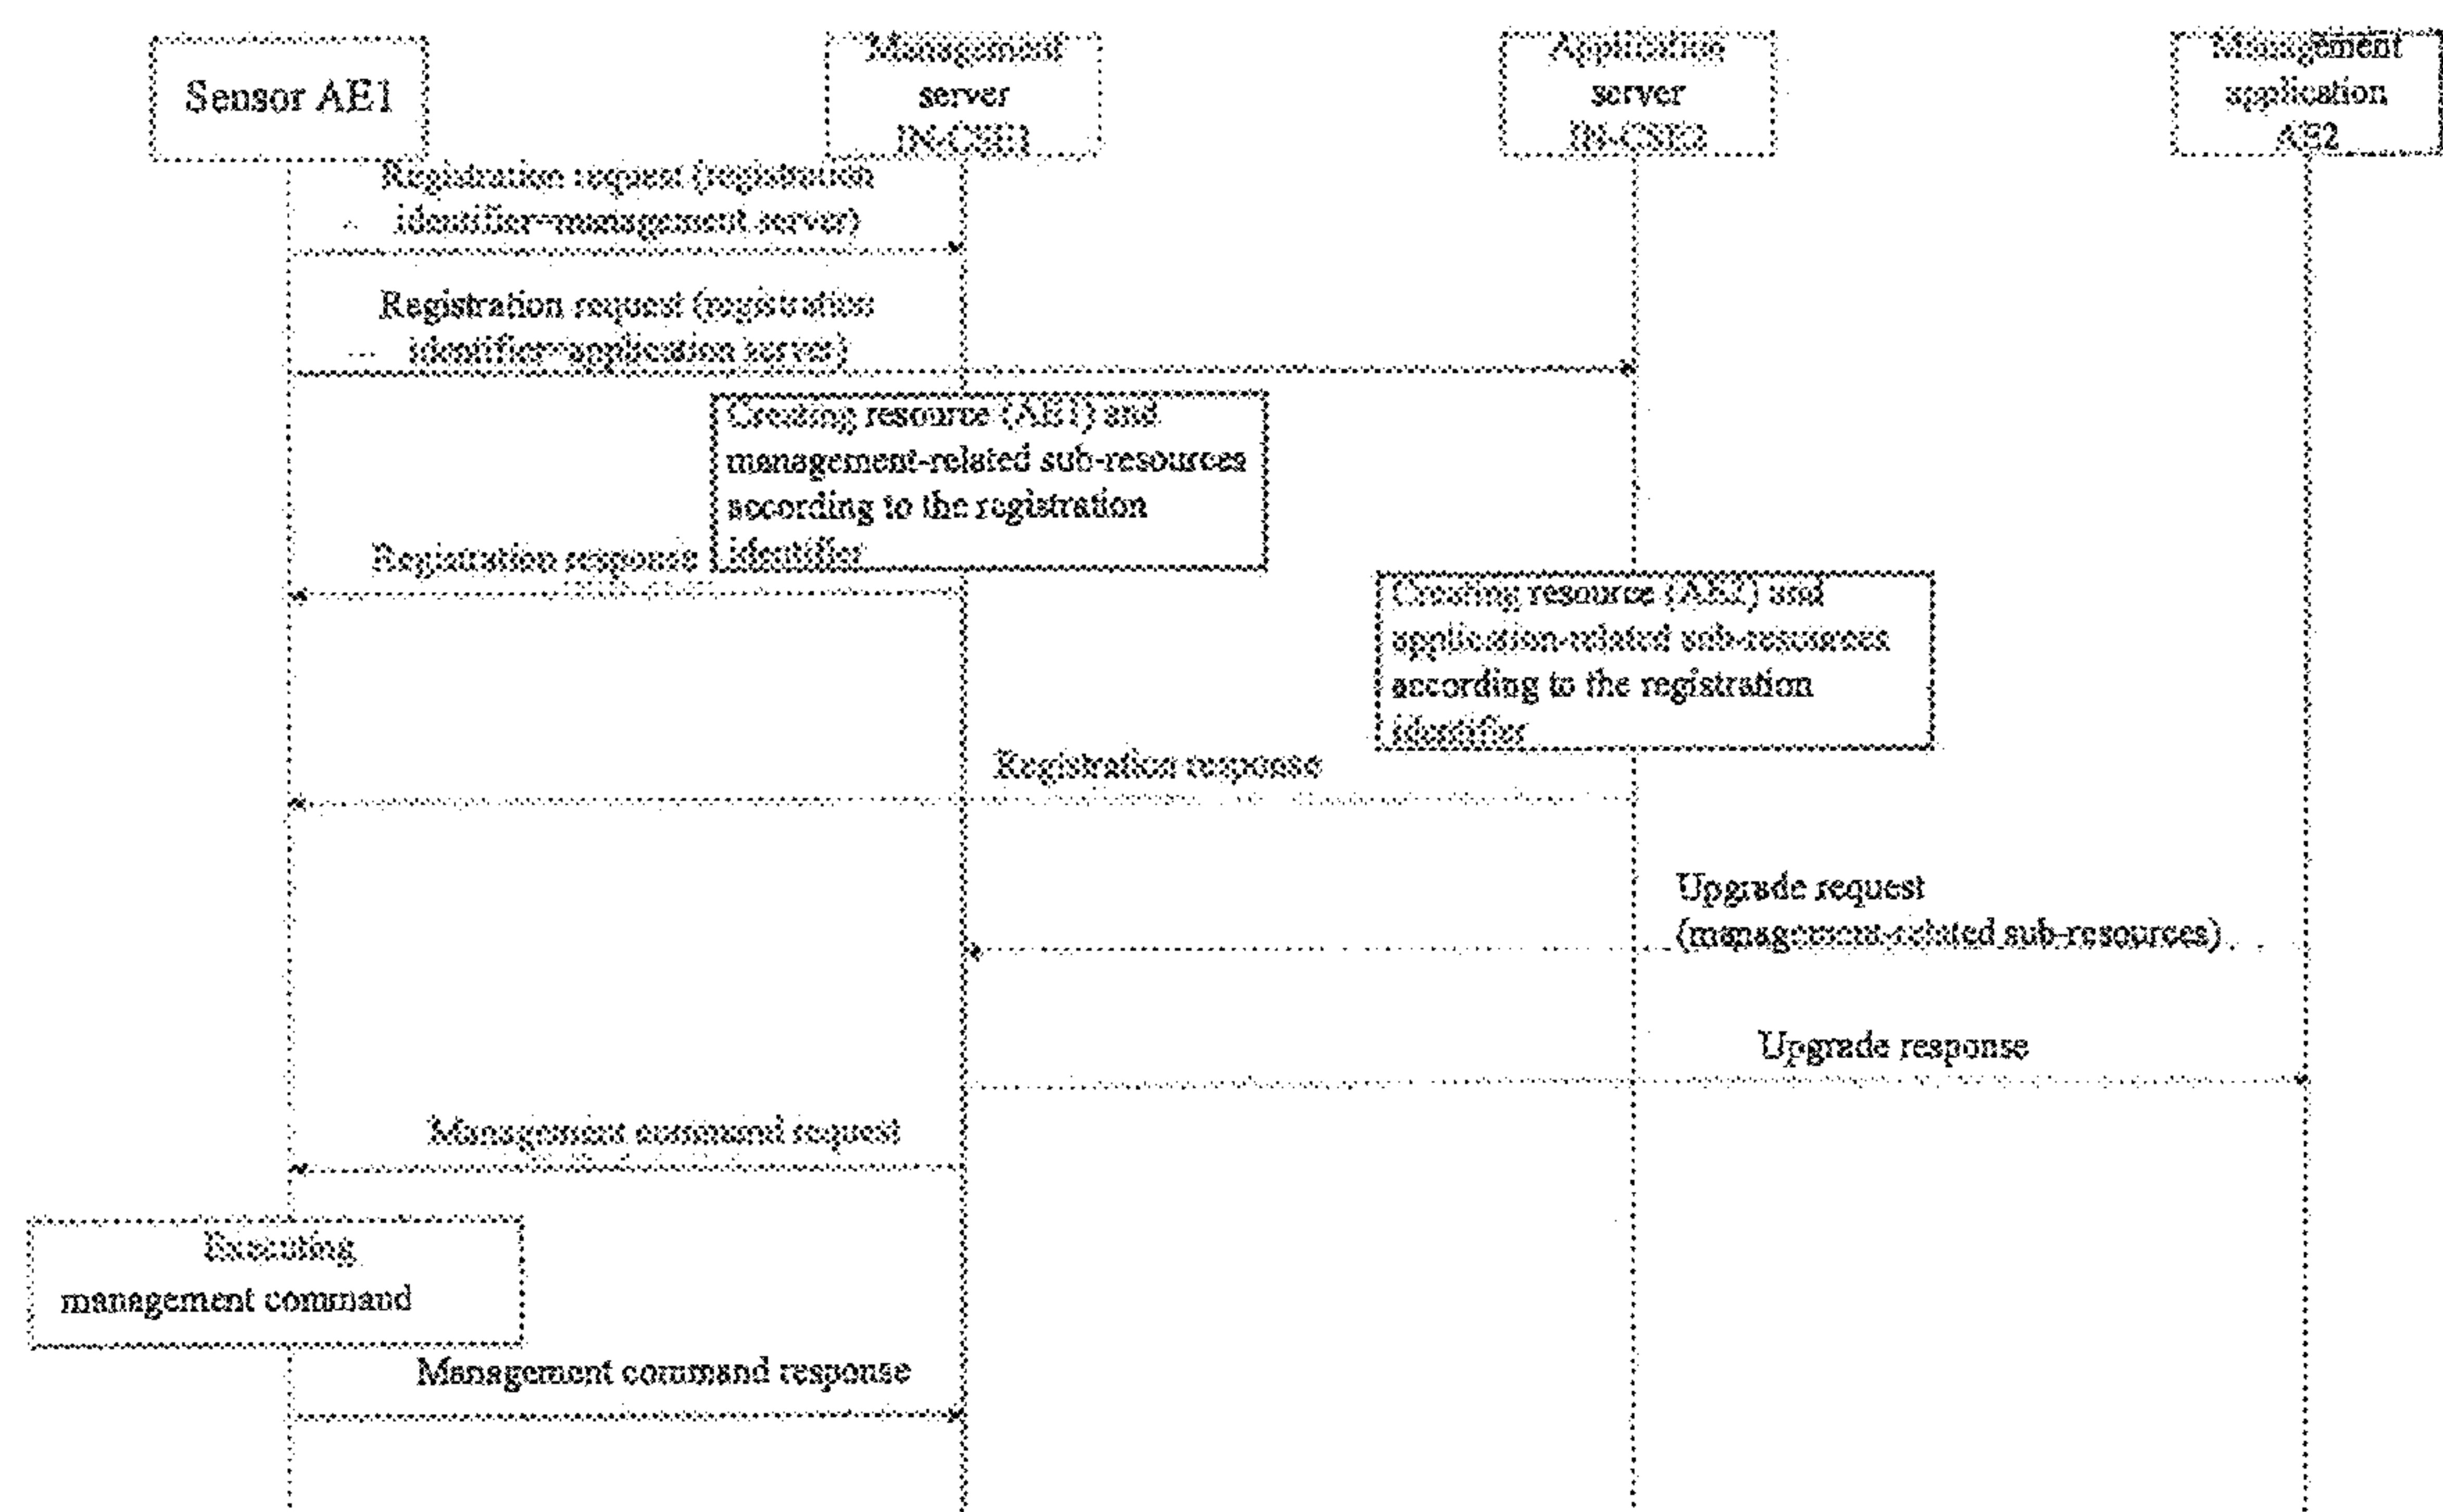 Sensor AE1
Management
server
IN-CSE1
Application
server
IN-CSE2
Management
application
AE2
Registration request (registration
identifier=management server)
Registration request (registration
identifier=application server)
Creating resource (AE1) and
management-related sub-resources
according to the registration
identifier
Registration response
Creating resource (AE2) and
application-related sub-resources
according to the registration
identifier
Registration response
Upgrade request
(management-related sub-resources)
Upgrade response
Management command request
Executing
management command
Management command response